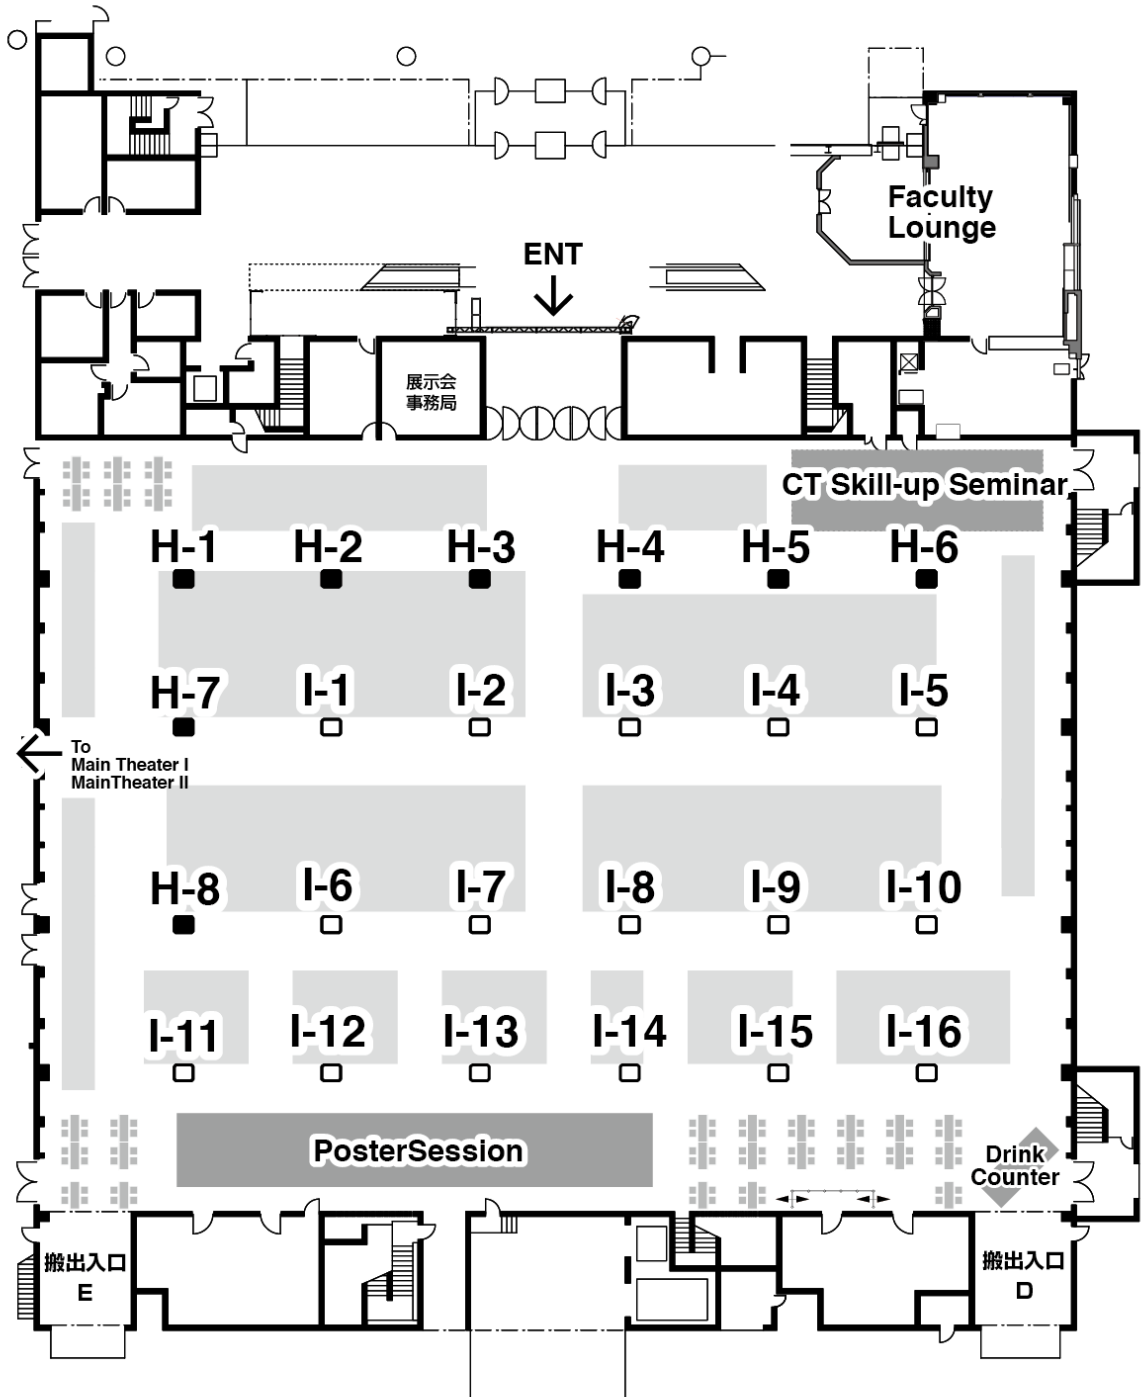 Faculty
Lounge
ENT
展示会
事務局
CT Skill-up Seminar
H-1
H-2
H-3
H-4
H-5
H-6
H-7
I-1
I-2
I-3
I-4
I-5
To
Main Theater I
MainTheater II
H-8
I-6
I-7
I-8
I-9
I-10
I-11
I-12
I-13
I-14
I-15
I-16
PosterSession
Drink
Counter
搬出入口
E
搬出入口
D